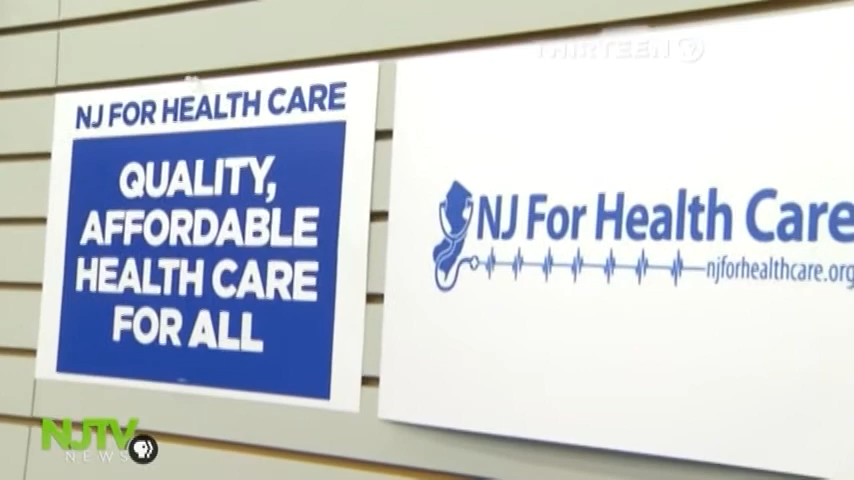 THIRTEEN
NJ FOR HEALTH CARE
QUALITY,
AFFORDABLE
HEALTH CARE
FOR ALL
NJ For Health Care
njforhealthcare.org
NJTV
NEWS
PBS